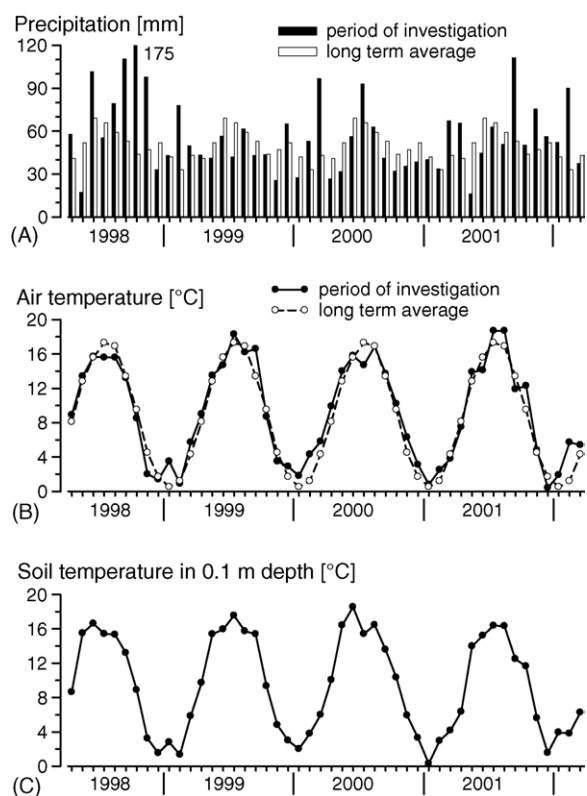 Precipitation [mm]
period of investigation
long term average
175
120
90
60
30
0
(A)
1998 1999 2000 2001
Air temperature [°C]
period of investigation
long term average
20
16
12
8
4
0
(B)
1998 1999 2000 2001
Soil temperature in 0.1 m depth [°C]
20
16
12
8
4
0
(C)
1998 1999 2000 2001